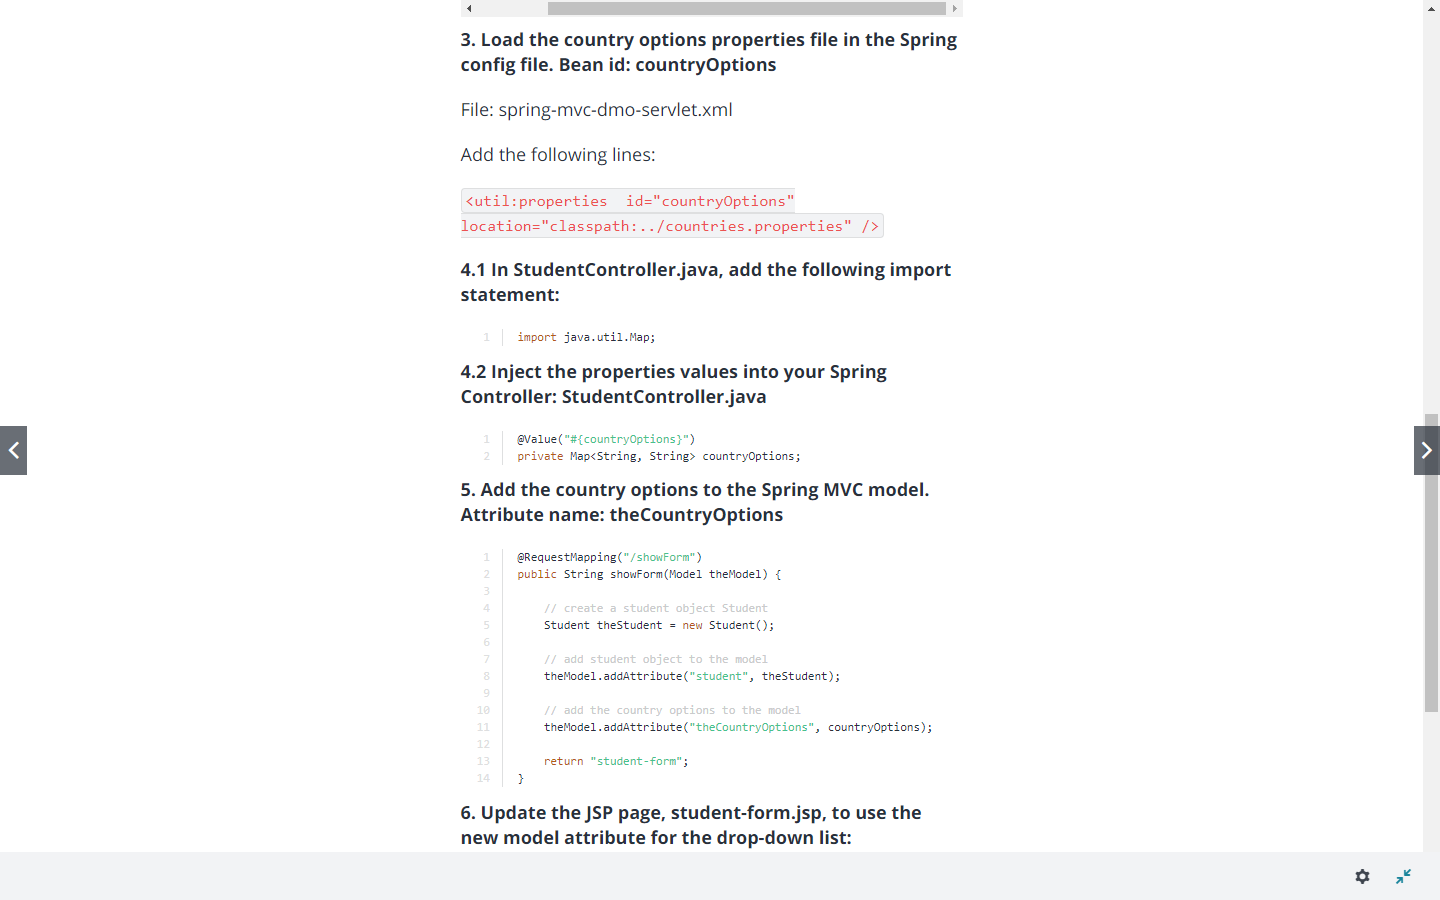 3. Load the country options properties file in the Spring
config file. Bean id: countryOptions
File: spring-mvc-dmo-servlet.xml
Add the following lines:
<util:properties  id="countryOptions"
location="classpath:../countries.properties" />
4.1 In StudentController.java, add the following import
statement:
1 import java.util.Map;
4.2 Inject the properties values into your Spring
Controller: StudentController.java
1 @Value("#{countryOptions}")
2 private Map<String, String> countryOptions;
5. Add the country options to the Spring MVC model.
Attribute name: theCountryOptions
1 @RequestMapping("/showForm")
2 public String showForm(Model theModel) {
3
4     // create a student object Student
5     Student theStudent = new Student();
6
7     // add student object to the model
8     theModel.addAttribute("student", theStudent);
9
10     // add the country options to the model
11     theModel.addAttribute("theCountryOptions", countryOptions);
12
13     return "student-form";
14 }
6. Update the JSP page, student-form.jsp, to use the
new model attribute for the drop-down list: